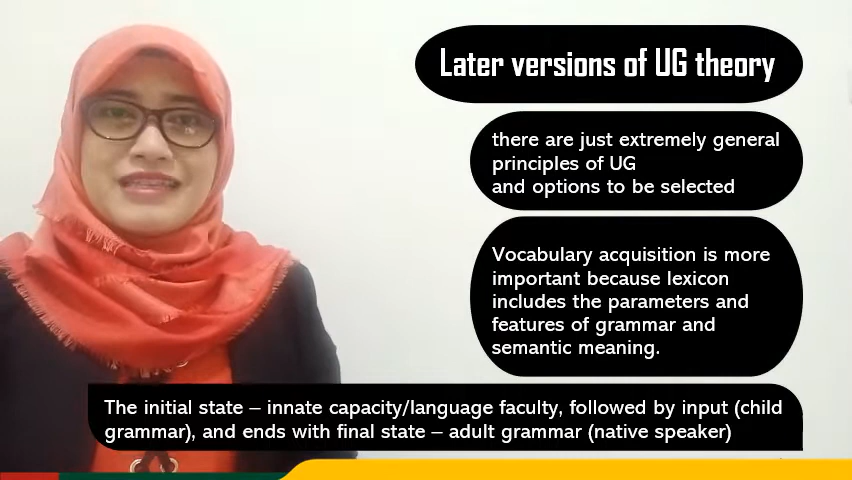 Later versions of UG theory
there are just extremely general
principles of UG
and options to be selected
Vocabulary acquisition is more
important because lexicon
includes the parameters and
features of grammar and
semantic meaning.
The initial state – innate capacity/language faculty, followed by input (child
grammar), and ends with final state – adult grammar (native speaker)